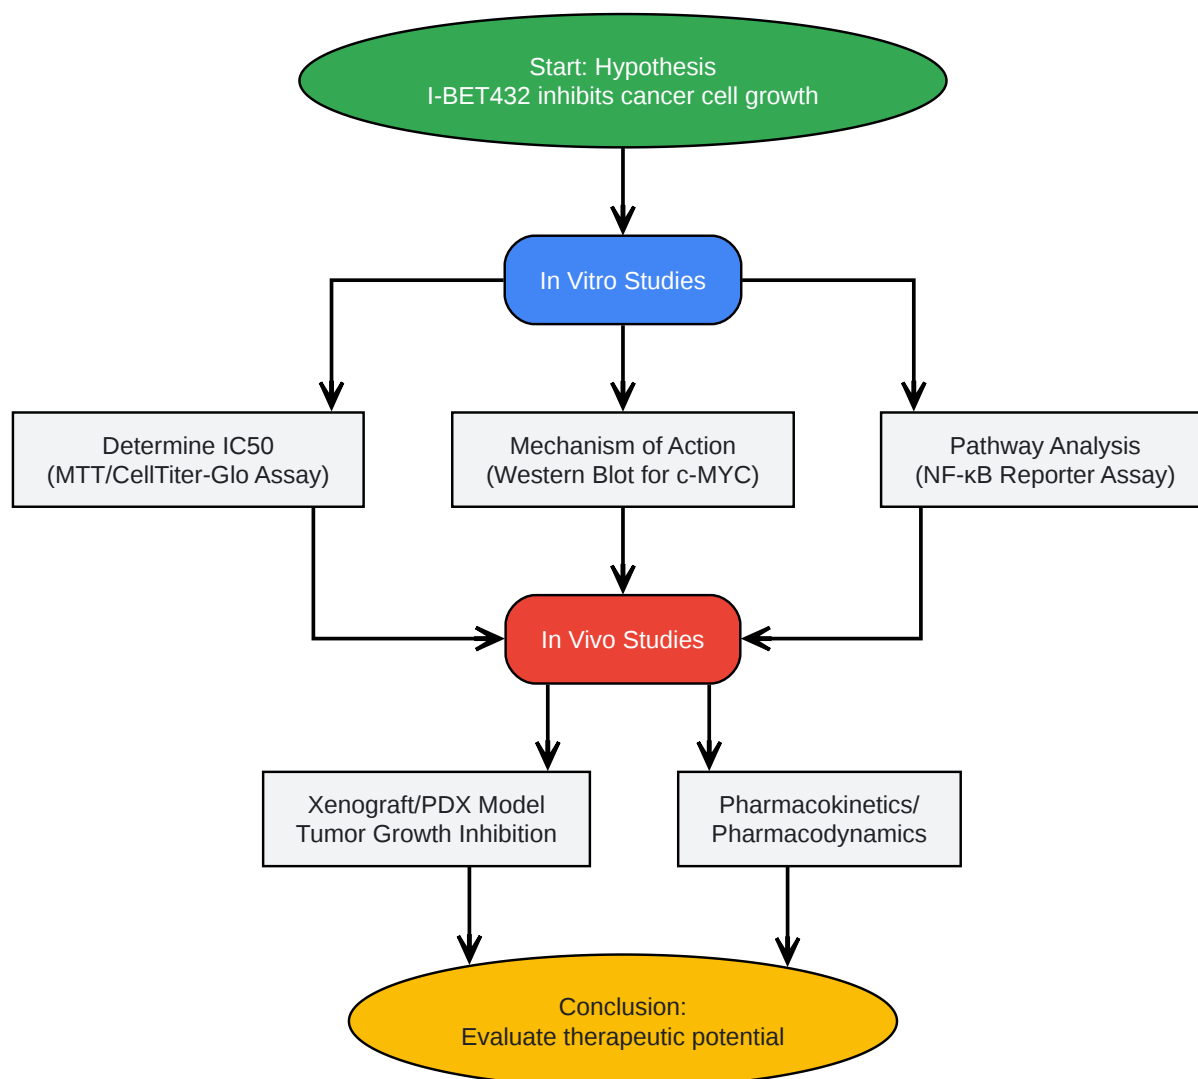 Start: Hypothesis
I-BET432 inhibits cancer cell growth
In Vitro Studies
Determine IC50
(MTT/CellTiter-Glo Assay)
Mechanism of Action
(Western Blot for c-MYC)
Pathway Analysis
(NF-κB Reporter Assay)
In Vivo Studies
Xenograft/PDX Model
Tumor Growth Inhibition
Pharmacokinetics/
Pharmacodynamics
Conclusion:
Evaluate therapeutic potential